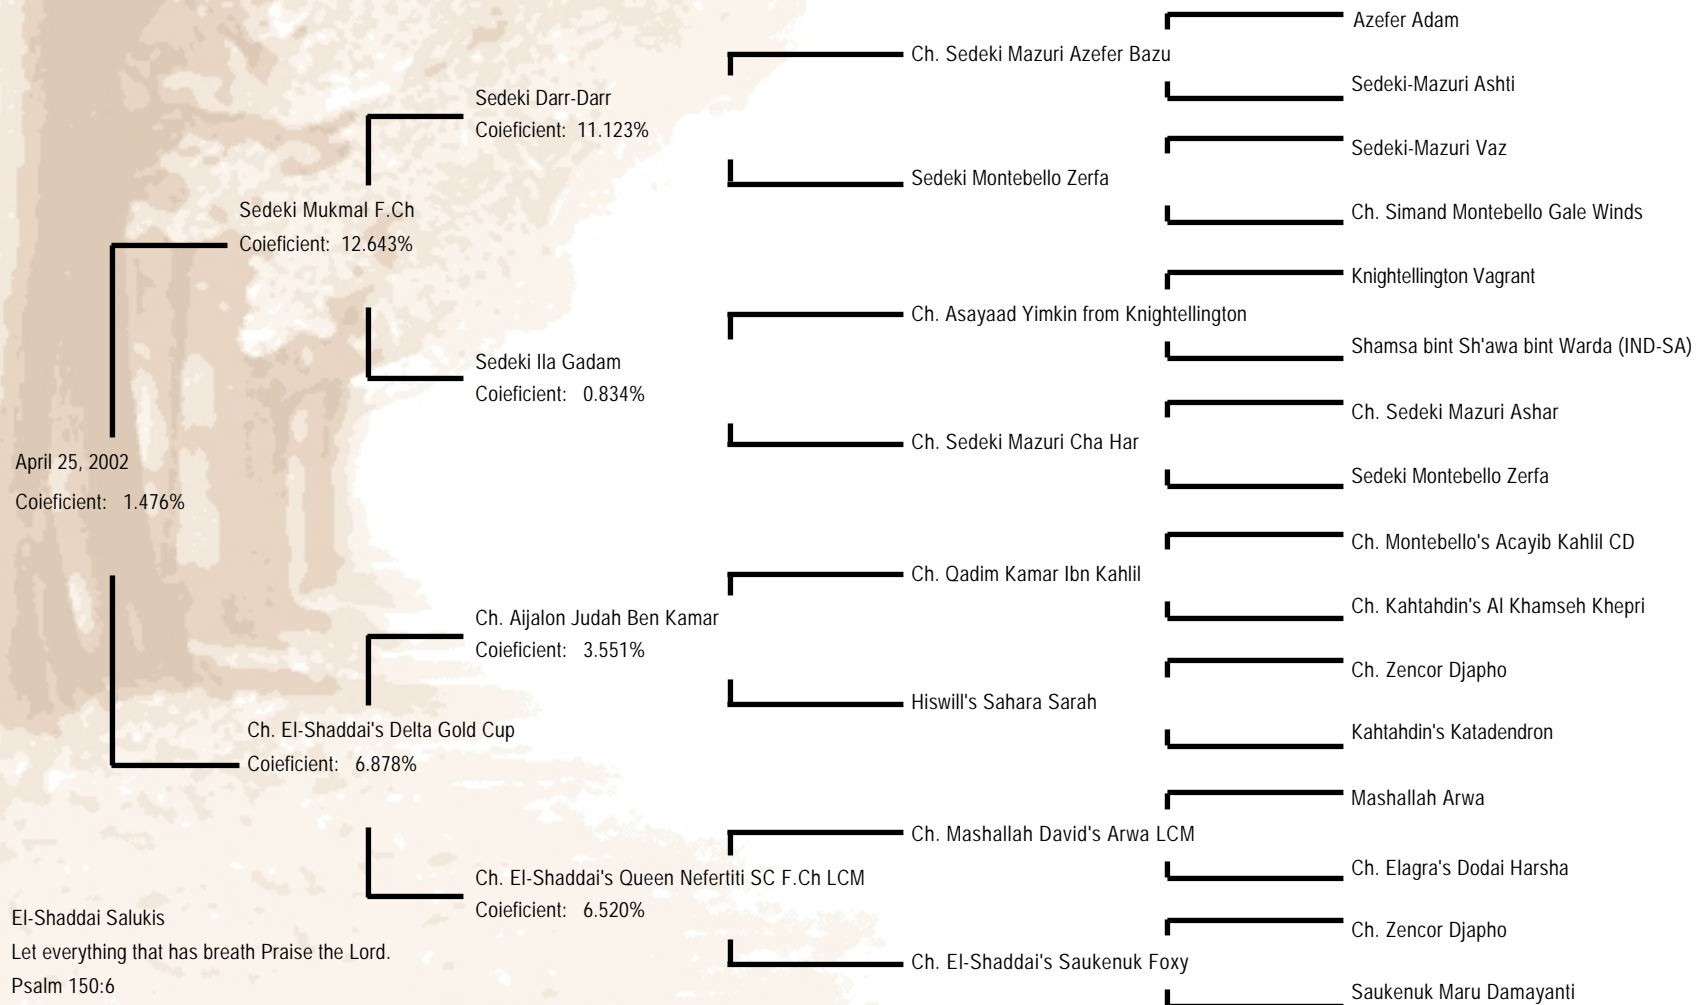 Azefer Adam
Ch. Sedeki Mazuri Azefer Bazu
Sedeki-Mazuri Ashti
Sedeki Darr-Darr
Coieficient: 11.123%
Sedeki-Mazuri Vaz
Sedeki Montebello Zerfa
Ch. Simand Montebello Gale Winds
Sedeki Mukmal F.Ch
Coieficient: 12.643%
Knightellington Vagrant
Ch. Asayaad Yimkin from Knightellington
Shamsa bint Sh'awa bint Warda (IND-SA)
Sedeki Ila Gadam
Coieficient: 0.834%
Ch. Sedeki Mazuri Ashar
Ch. Sedeki Mazuri Cha Har
Sedeki Montebello Zerfa
April 25, 2002
Coieficient: 1.476%
Ch. Montebello's Acayib Kahlil CD
Ch. Qadim Kamar Ibn Kahlil
Ch. Kahtahdin's Al Khamseh Khepri
Ch. Aijalon Judah Ben Kamar
Coieficient: 3.551%
Ch. Zencor Djapho
Hiswill's Sahara Sarah
Kahtahdin's Katadendron
Ch. El-Shaddai's Delta Gold Cup
Coieficient: 6.878%
Mashallah Arwa
Ch. Mashallah David's Arwa LCM
Ch. Elagra's Dodai Harsha
Ch. El-Shaddai's Queen Nefertiti SC F.Ch LCM
Coieficient: 6.520%
Ch. Zencor Djapho
Ch. El-Shaddai's Saukenuk Foxy
Saukenuk Maru Damayanti
El-Shaddai Salukis
Let everything that has breath Praise the Lord.
Psalm 150:6